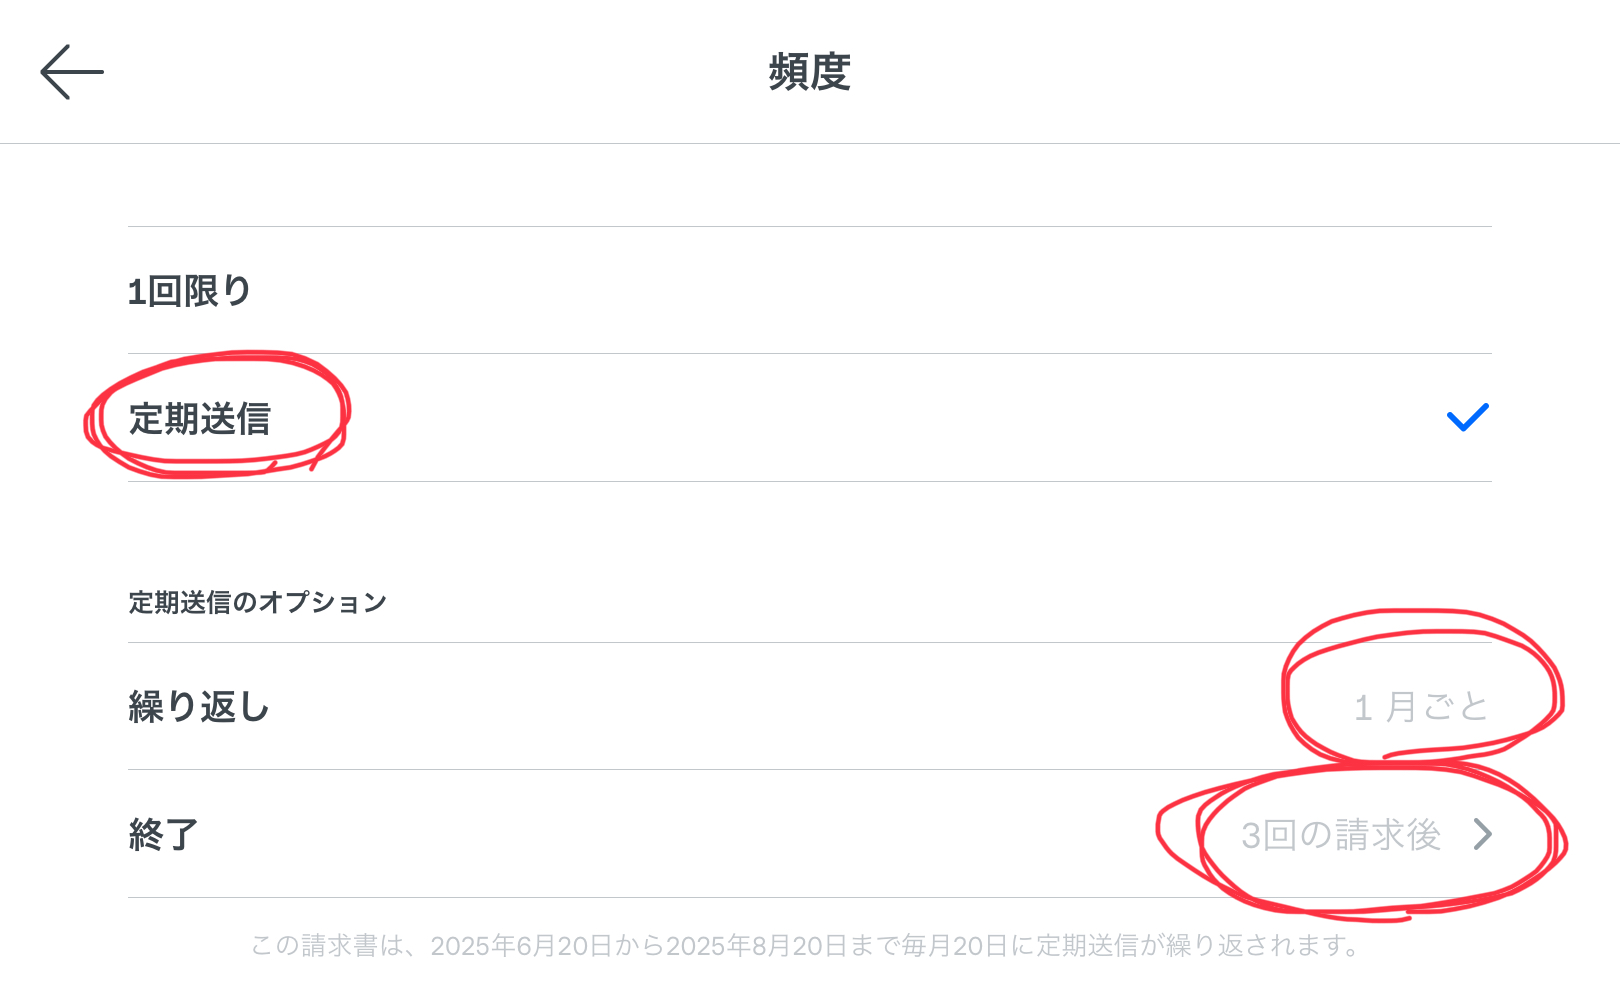 頻度
1回限り
定期送信
定期送信のオプション
繰り返し 1 月ごと
終了 3回の請求後
この請求書は、2025年6月20日から2025年8月20日まで毎月20日に定期送信が繰り返されます。